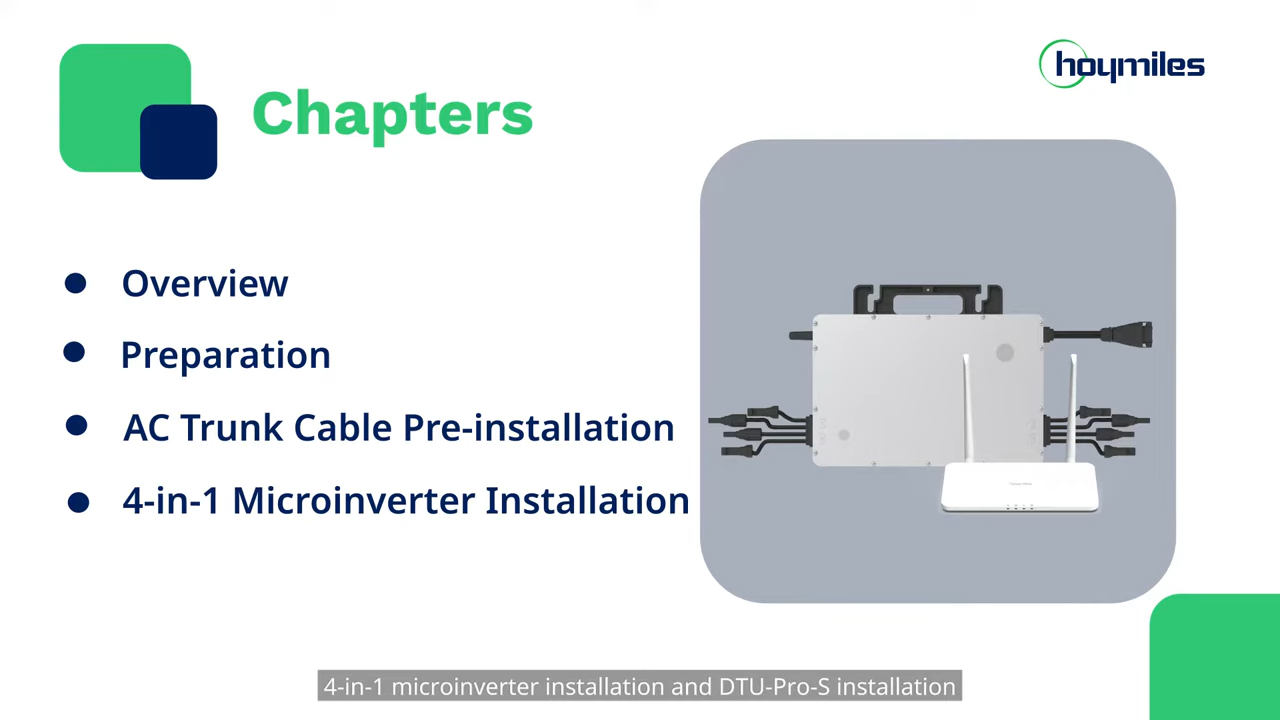 hoymiles
Chapters
Overview
Preparation
AC Trunk Cable Pre-installation
4-in-1 Microinverter Installation
4-in-1 microinverter installation and DTU-Pro-S installation